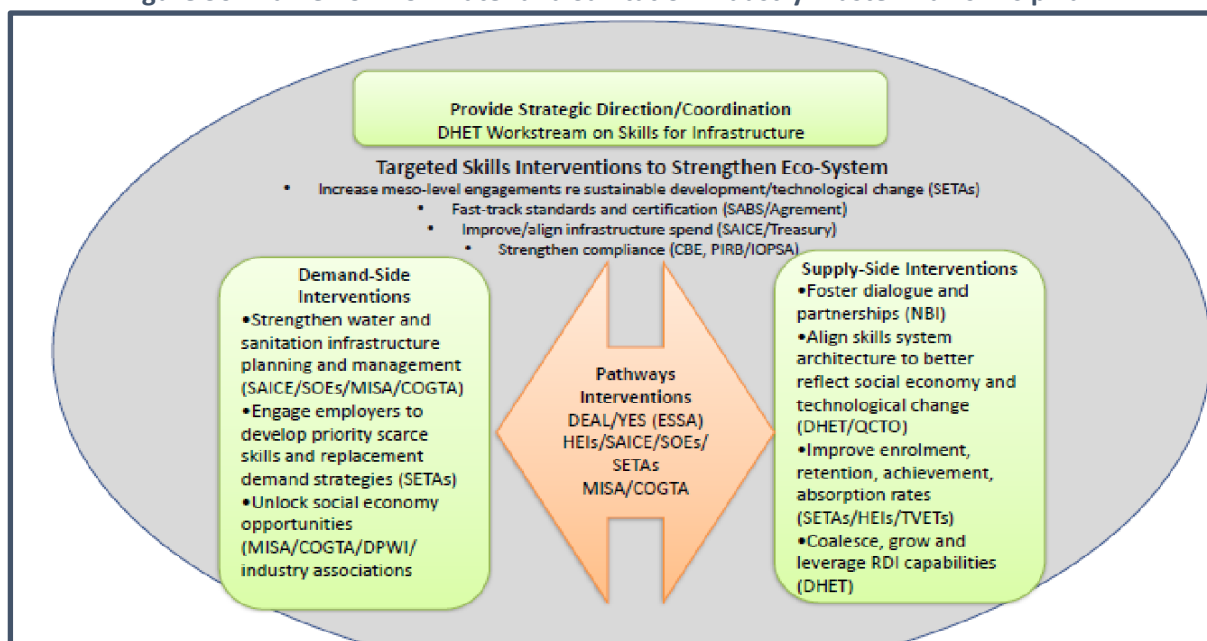 Provide Strategic Direction/Coordination
DHET Workstream on Skills for Infrastructure
Targeted Skills Interventions to Strengthen Eco-System
• Increase meso-level engagements re sustainable development/technological change (SETAs)
• Fast-track standards and certification (SABS/Agrement)
• Improve/align infrastructure spend (SAICE/Treasury)
• Strengthen compliance (CBE, PIRB/IOPSA)
Demand-Side
Interventions
•Strengthen water and
sanitation infrastructure
planning and management
(SAICE/SOEs/MISA/COGTA)
•Engage employers to
develop priority scarce
skills and replacement
demand strategies (SETAs)
•Unlock social economy
opportunities
(MISA/COGTA/DPWI/
industry associations
Pathways
Interventions
DEAL/YES (ESSA)
HEIs/SAICE/SOEs/
SETAs
MISA/COGTA
Supply-Side Interventions
•Foster dialogue and
partnerships (NBI)
•Align skills system
architecture to better
reflect social economy and
technological change
(DHET/QCTO)
•Improve enrolment,
retention, achievement,
absorption rates
(SETAs/HEIs/TVETs)
•Coalesce, grow and
leverage RDI capabilities
(DHET)